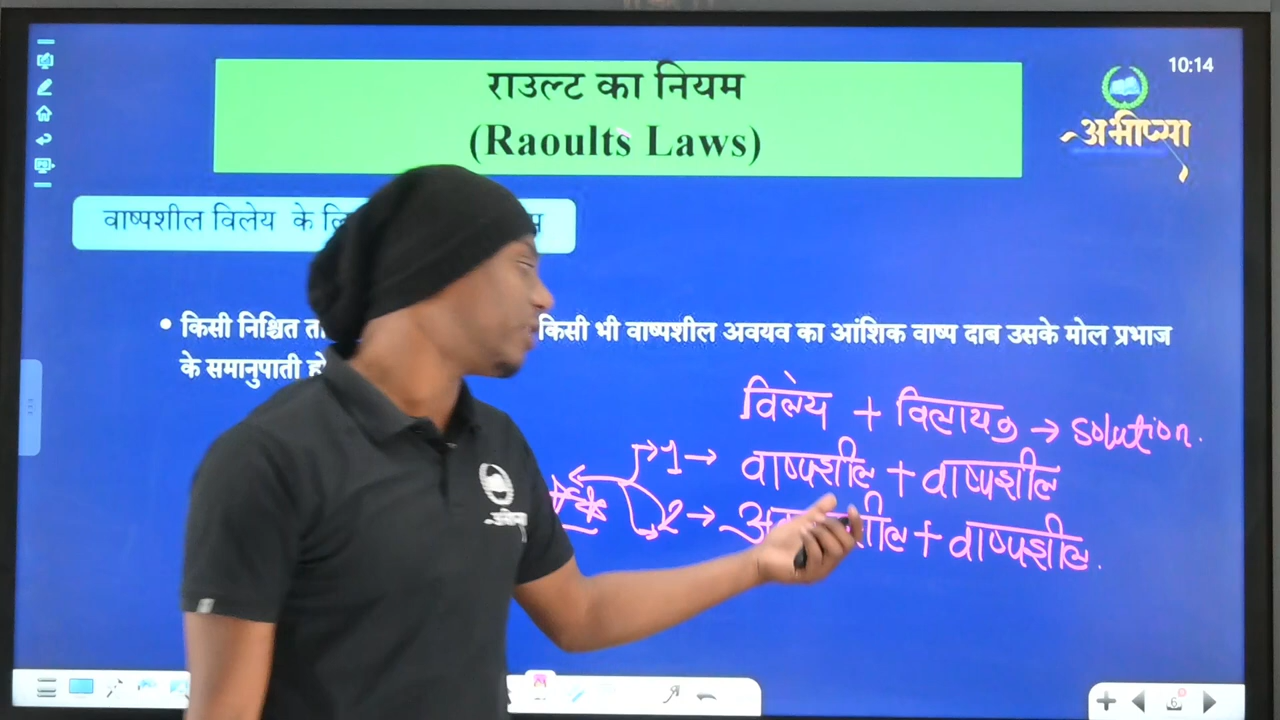 10:14
राउल्ट का नियम
(Raoults Laws)
अभीप्सा
वाष्पशील विलेय के
• किसी निश्चित किसी भी वाष्पशील अवयव का आंशिक वाष्प दाब उसके मोल प्रभाज
के समानुपाती
विलेय + विलायक → solution.
1 → वाष्पशील + वाष्पशील
2 → + वाष्पशील.
6